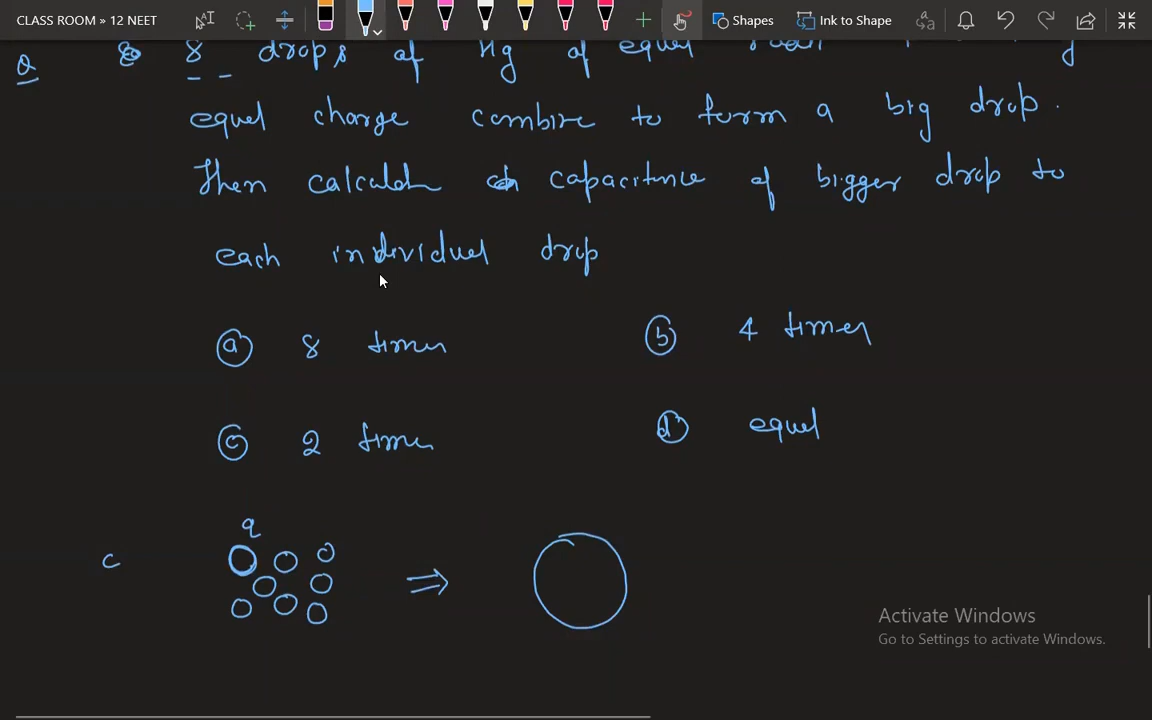 CLASS ROOM » 12 NEET
Shapes
Ink to Shape
Q 8 drops of Hg of equal
equal charge combine to form a big drop.
Then calculate capacitance of bigger drop to
each individual drop
(a) 8 times (b) 4 times
(c) 2 times (d) equal
q
c
⇒
Activate Windows
Go to Settings to activate Windows.